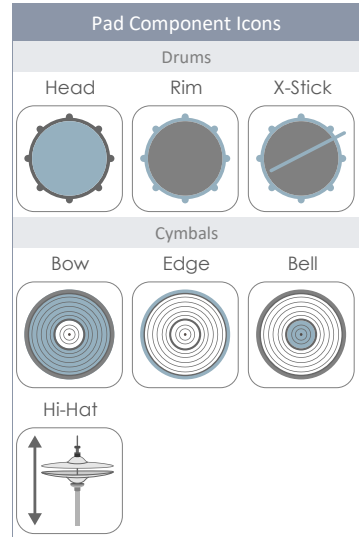 Pad Component Icons
Drums
Head Rim X-Stick
Cymbals
Bow Edge Bell
Hi-Hat